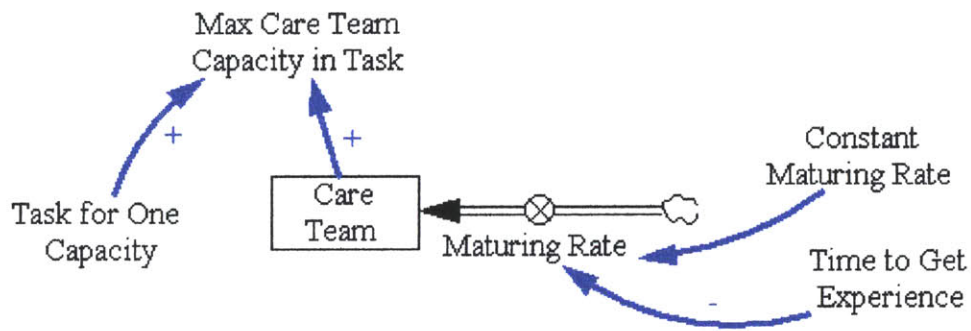 Max Care Team
Capacity in Task
+
+
Constant
Maturing Rate
Task for One
Capacity
Care
Team
Maturing Rate
Time to Get
Experience
-